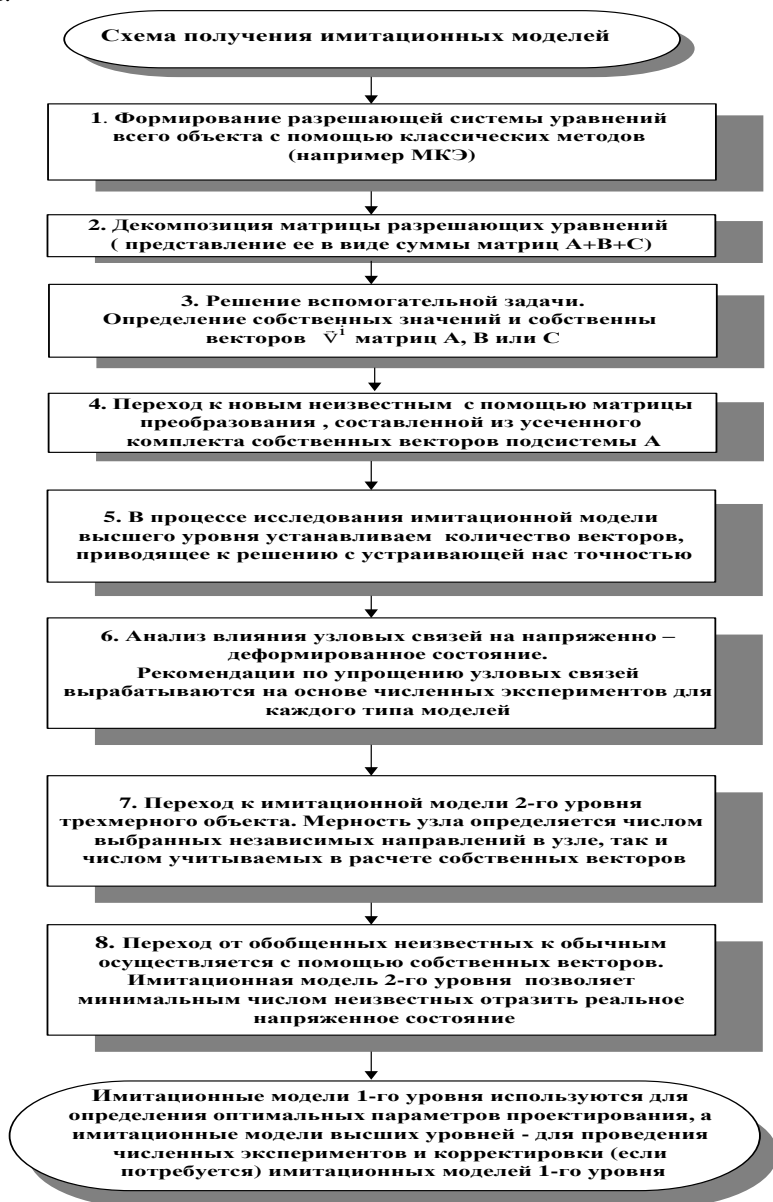 Схема получения имитационных моделей
1. Формирование разрешающей системы уравнений
всего объекта с помощью классических методов
(например МКЭ)
2. Декомпозиция матрицы разрешающих уравнений
( представление ее в виде суммы матриц А+В+С)
3. Решение вспомогательной задачи.
Определение собственных значений и собственны
векторов v̄ⁱ матриц А, В или С
4. Переход к новым неизвестным с помощью матрицы
преобразования , составленной из усеченного
комплекта собственных векторов подсистемы А
5. В процессе исследования имитационной модели
высшего уровня устанавливаем количество векторов,
приводящее к решению с устраивающей нас точностью
6. Анализ влияния узловых связей на напряженно –
деформированное состояние.
Рекомендации по упрощению узловых связей
вырабатываются на основе численных экспериментов для
каждого типа моделей
7. Переход к имитационной модели 2-го уровня
трехмерного объекта. Мерность узла определяется числом
выбранных независимых направлений в узле, так и
числом учитываемых в расчете собственных векторов
8. Переход от обобщенных неизвестных к обычным
осуществляется с помощью собственных векторов.
Имитационная модель 2-го уровня позволяет
минимальным числом неизвестных отразить реальное
напряженное состояние
Имитационные модели 1-го уровня используются для
определения оптимальных параметров проектирования, а
имитационные модели высших уровней - для проведения
численных экспериментов и корректировки (если
потребуется) имитационных моделей 1-го уровня